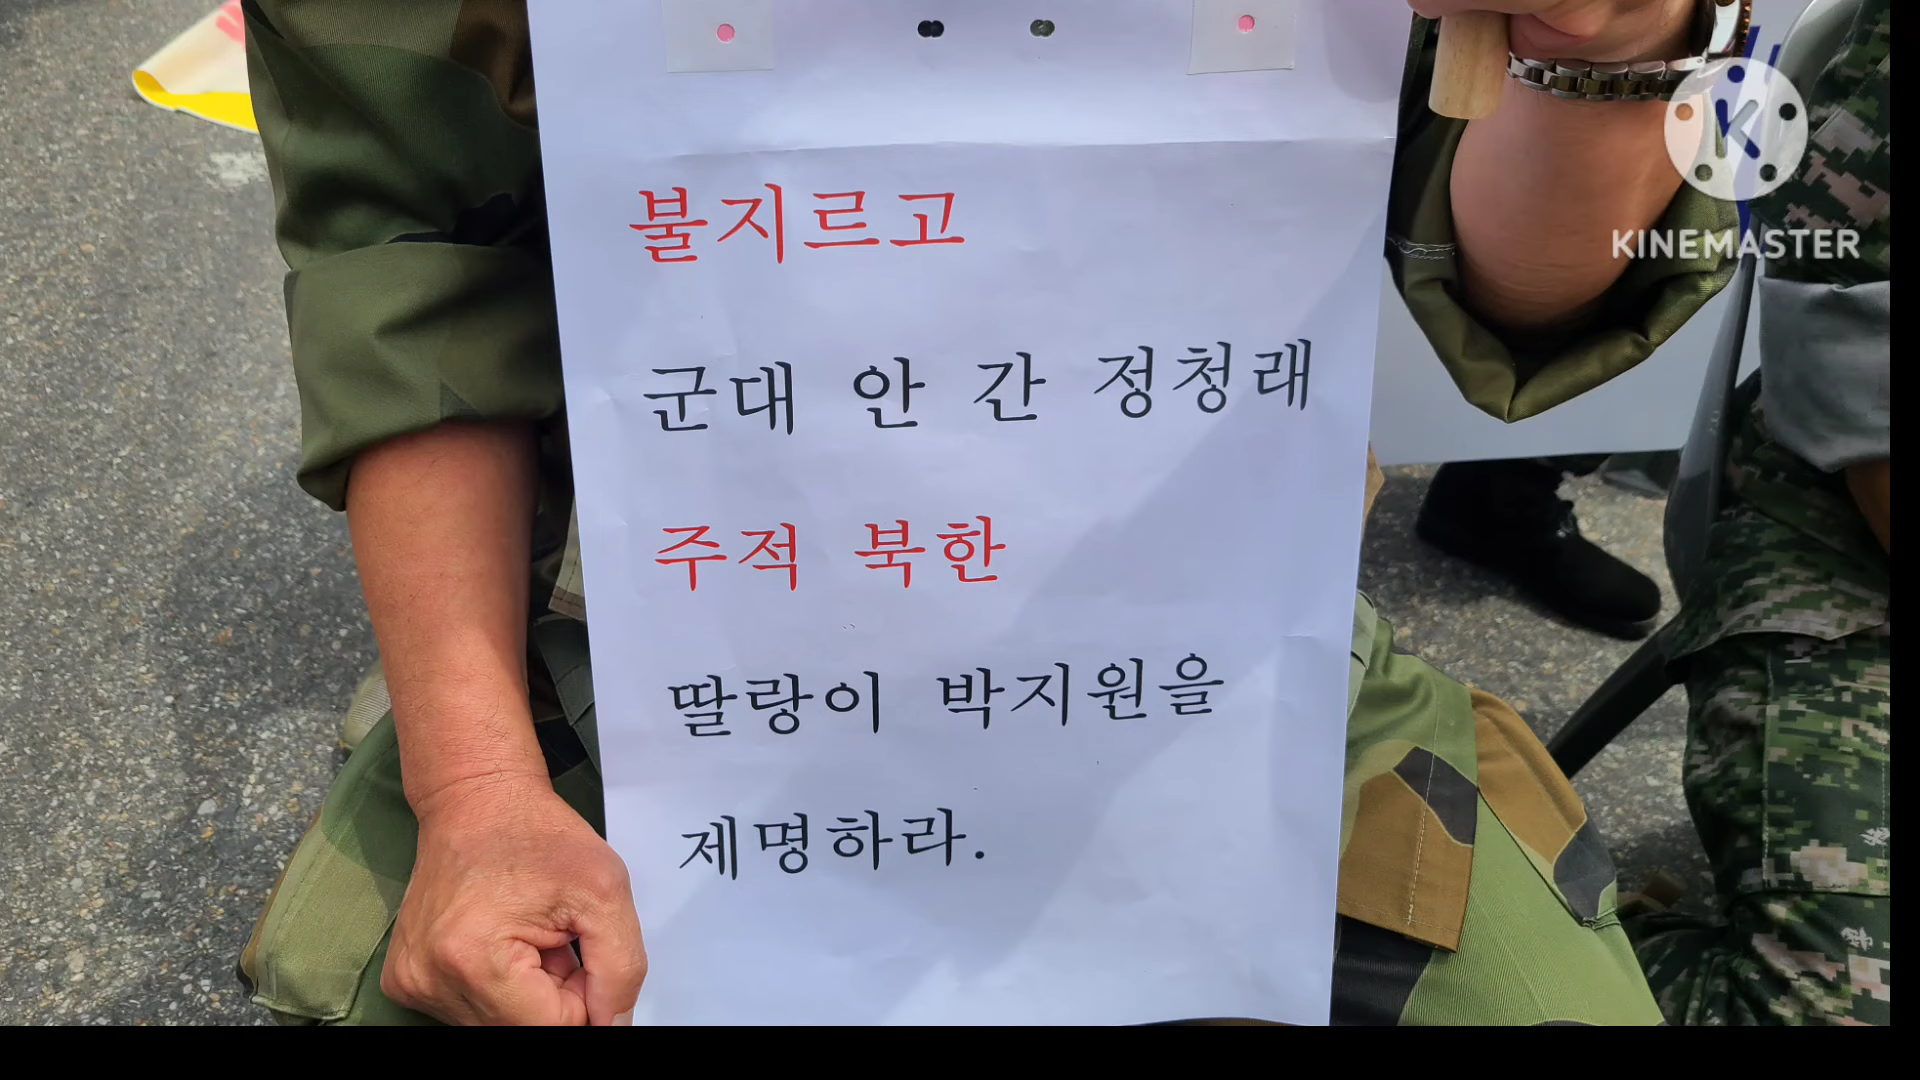 불지르고
군대 안 간 정청래
주적 북한
딸랑이 박지원을
제명하라.
KINEMASTER